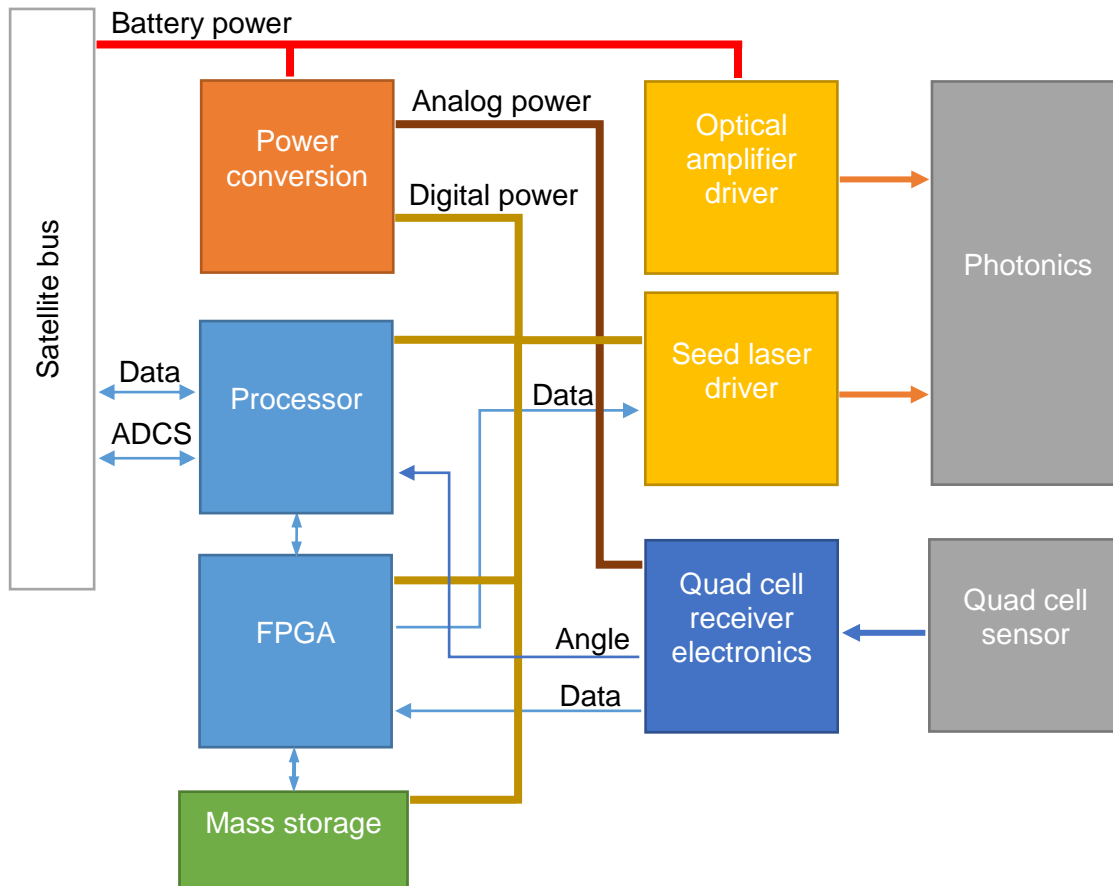 Battery power
Satellite bus
Power
conversion
Analog power
Digital power
Optical
amplifier
driver
Photonics
Data
ADCS
Processor
Data
Seed laser
driver
FPGA
Angle
Data
Quad cell
receiver
electronics
Quad cell
sensor
Mass storage